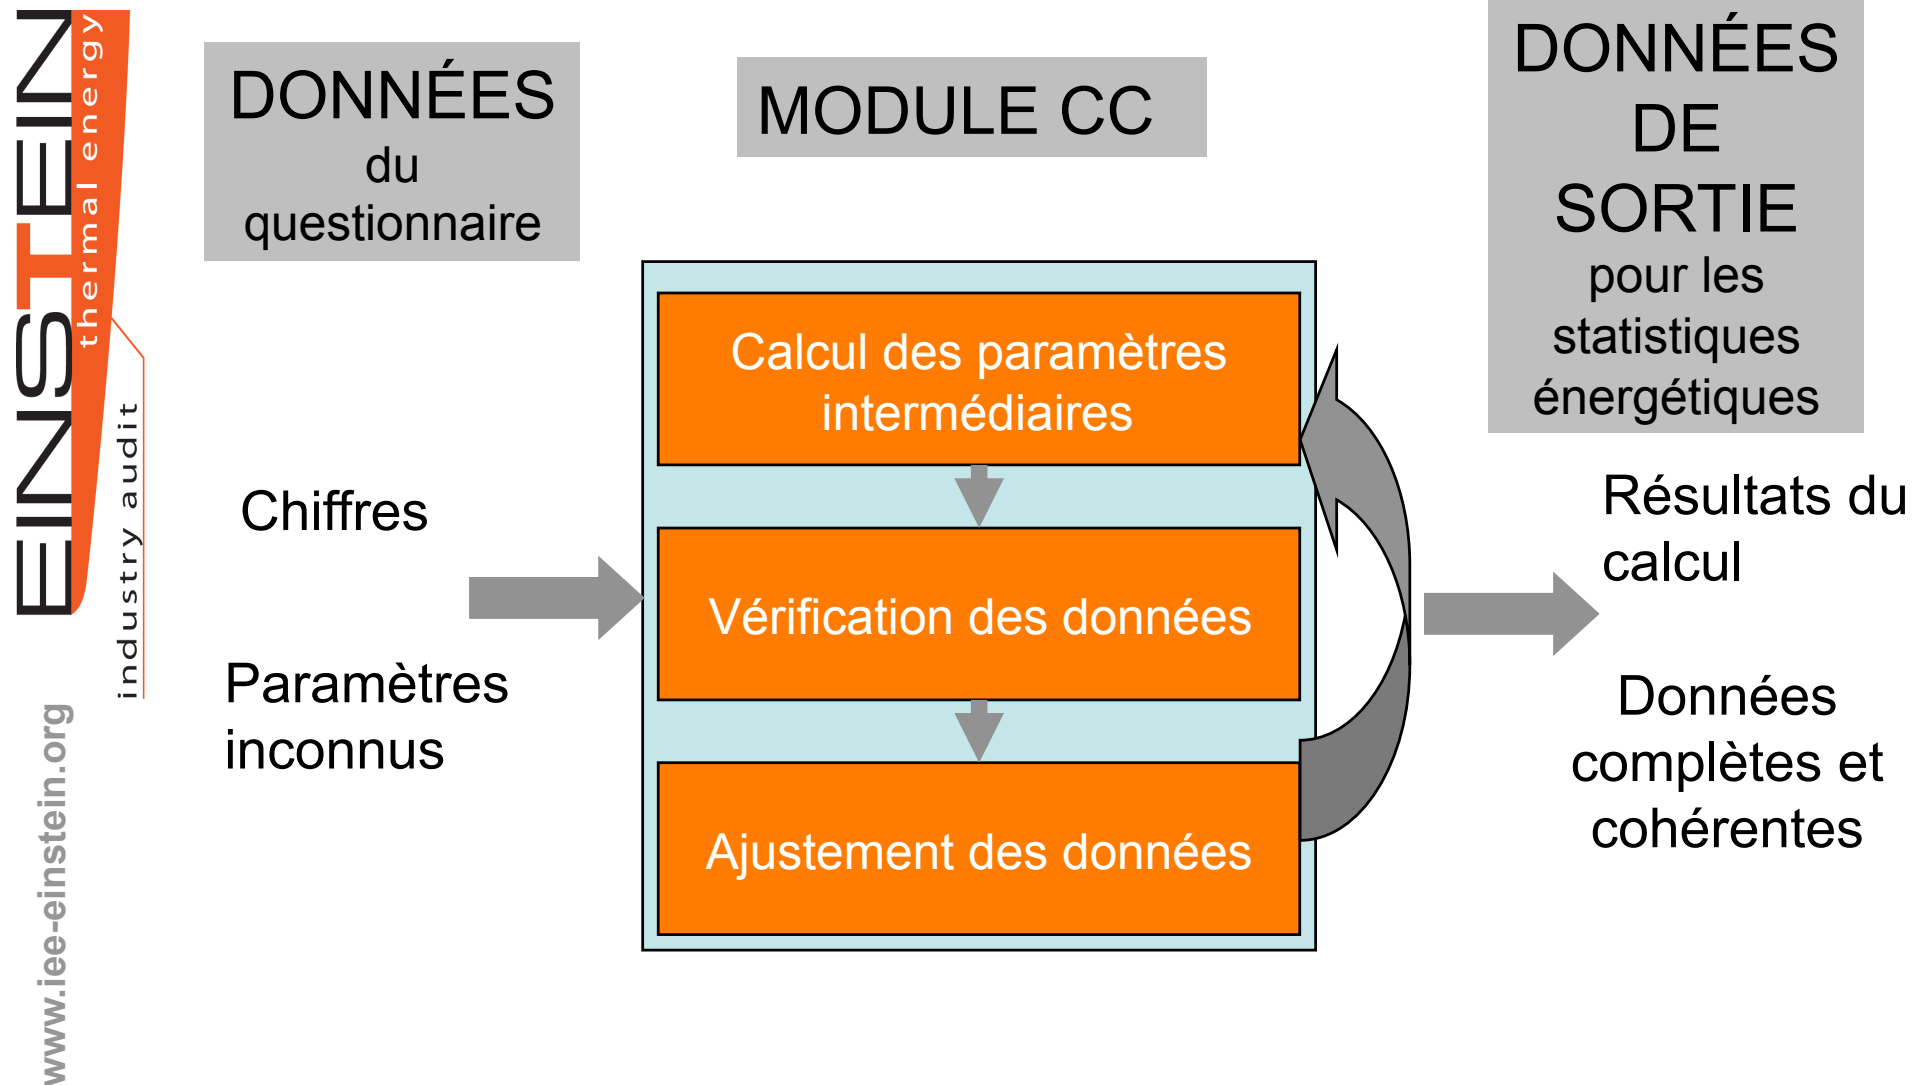 EINSTEIN
thermal energy
industry audit
www.iee-einstein.org
DONNÉES
du
questionnaire
Chiffres
Paramètres
inconnus
MODULE CC
Calcul des paramètres
intermédiaires
Vérification des données
Ajustement des données
DONNÉES
DE
SORTIE
pour les
statistiques
énergétiques
Résultats du
calcul
Données
complètes et
cohérentes